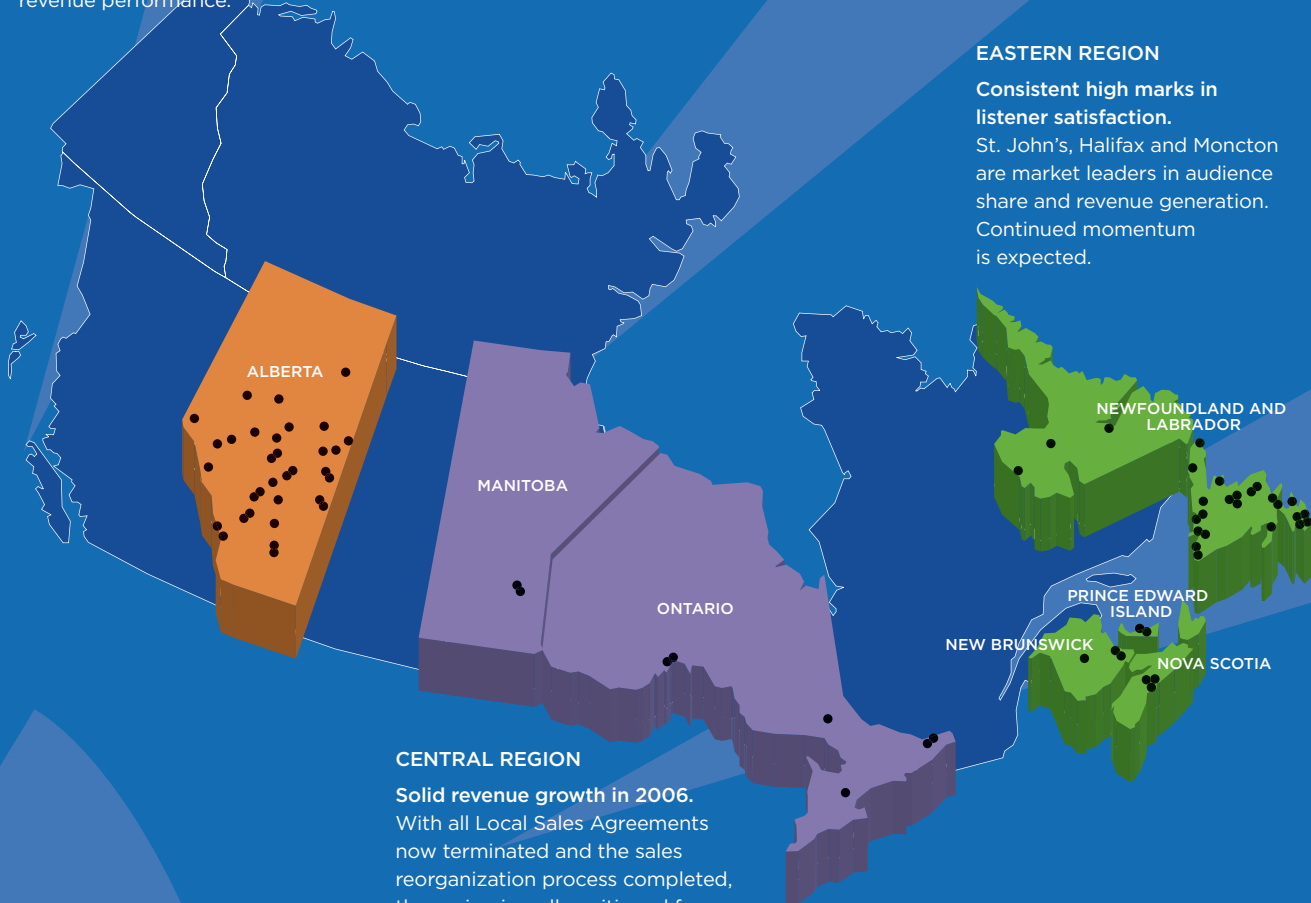 revenue performance.
EASTERN REGION
Consistent high marks in
listener satisfaction.
St. John's, Halifax and Moncton
are market leaders in audience
share and revenue generation.
Continued momentum
is expected.
ALBERTA
MANITOBA
ONTARIO
NEWFOUNDLAND AND
LABRADOR
PRINCE EDWARD
ISLAND
NEW BRUNSWICK
NOVA SCOTIA
CENTRAL REGION
Solid revenue growth in 2006.
With all Local Sales Agreements
now terminated and the sales
reorganization process completed,